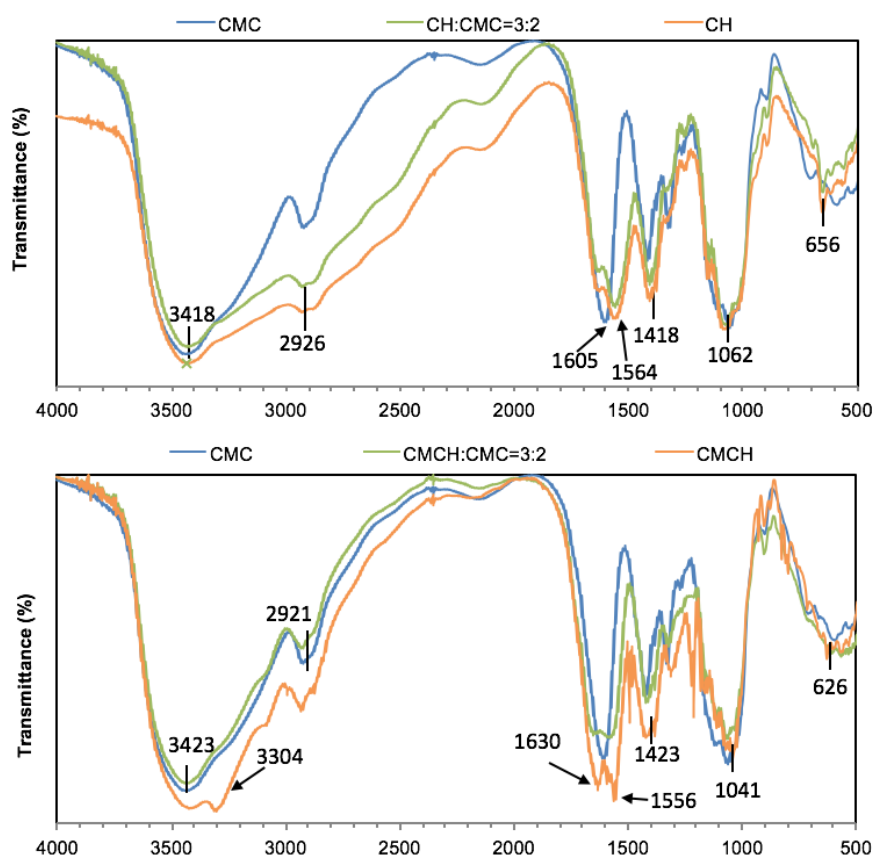 CMC CH:CMC=3:2 CH
Transmittance (%)
3418
2926
1605
1564
1418
1062
656
4000 3500 3000 2500 2000 1500 1000 500
CMC CMCH:CMC=3:2 CMCH
Transmittance (%)
3423
3304
2921
1630
1556
1423
1041
626
4000 3500 3000 2500 2000 1500 1000 500